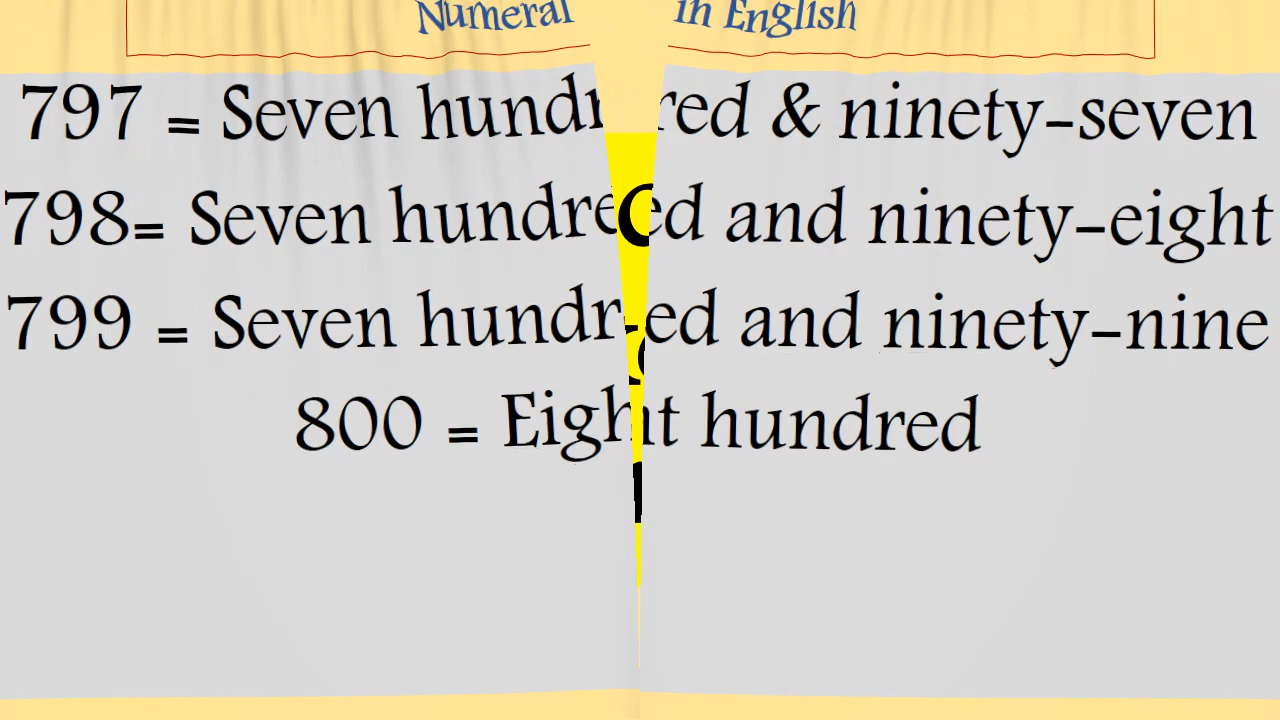 Numeral in English
797 = Seven hundred & ninety-seven
798= Seven hundred and ninety-eight
799 = Seven hundred and ninety-nine
800 = Eight hundred